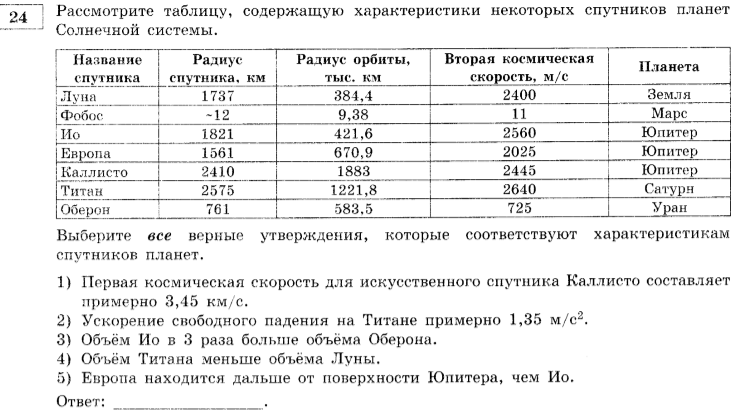 24
Рассмотрите таблицу, содержащую характеристики некоторых спутников планет
Солнечной системы.
Название спутника | Радиус спутника, км | Радиус орбиты, тыс. км | Вторая космическая скорость, м/с | Планета
Луна | 1737 | 384,4 | 2400 | Земля
Фобос | ~12 | 9,38 | 11 | Марс
Ио | 1821 | 421,6 | 2560 | Юпитер
Европа | 1561 | 670,9 | 2025 | Юпитер
Каллисто | 2410 | 1883 | 2445 | Юпитер
Титан | 2575 | 1221,8 | 2640 | Сатурн
Оберон | 761 | 583,5 | 725 | Уран
Выберите все верные утверждения, которые соответствуют характеристикам
спутников планет.
1) Первая космическая скорость для искусственного спутника Каллисто составляет
примерно 3,45 км/с.
2) Ускорение свободного падения на Титане примерно 1,35 м/с².
3) Объём Ио в 3 раза больше объёма Оберона.
4) Объём Титана меньше объёма Луны.
5) Европа находится дальше от поверхности Юпитера, чем Ио.
Ответ: ____________________.